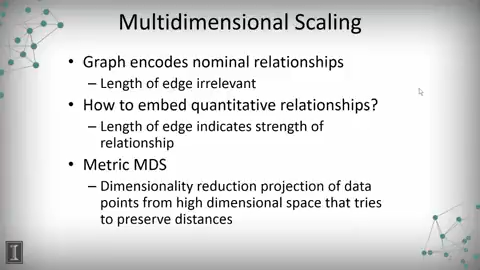 Multidimensional Scaling
• Graph encodes nominal relationships
– Length of edge irrelevant
• How to embed quantitative relationships?
– Length of edge indicates strength of
relationship
• Metric MDS
– Dimensionality reduction projection of data
points from high dimensional space that tries
to preserve distances
I